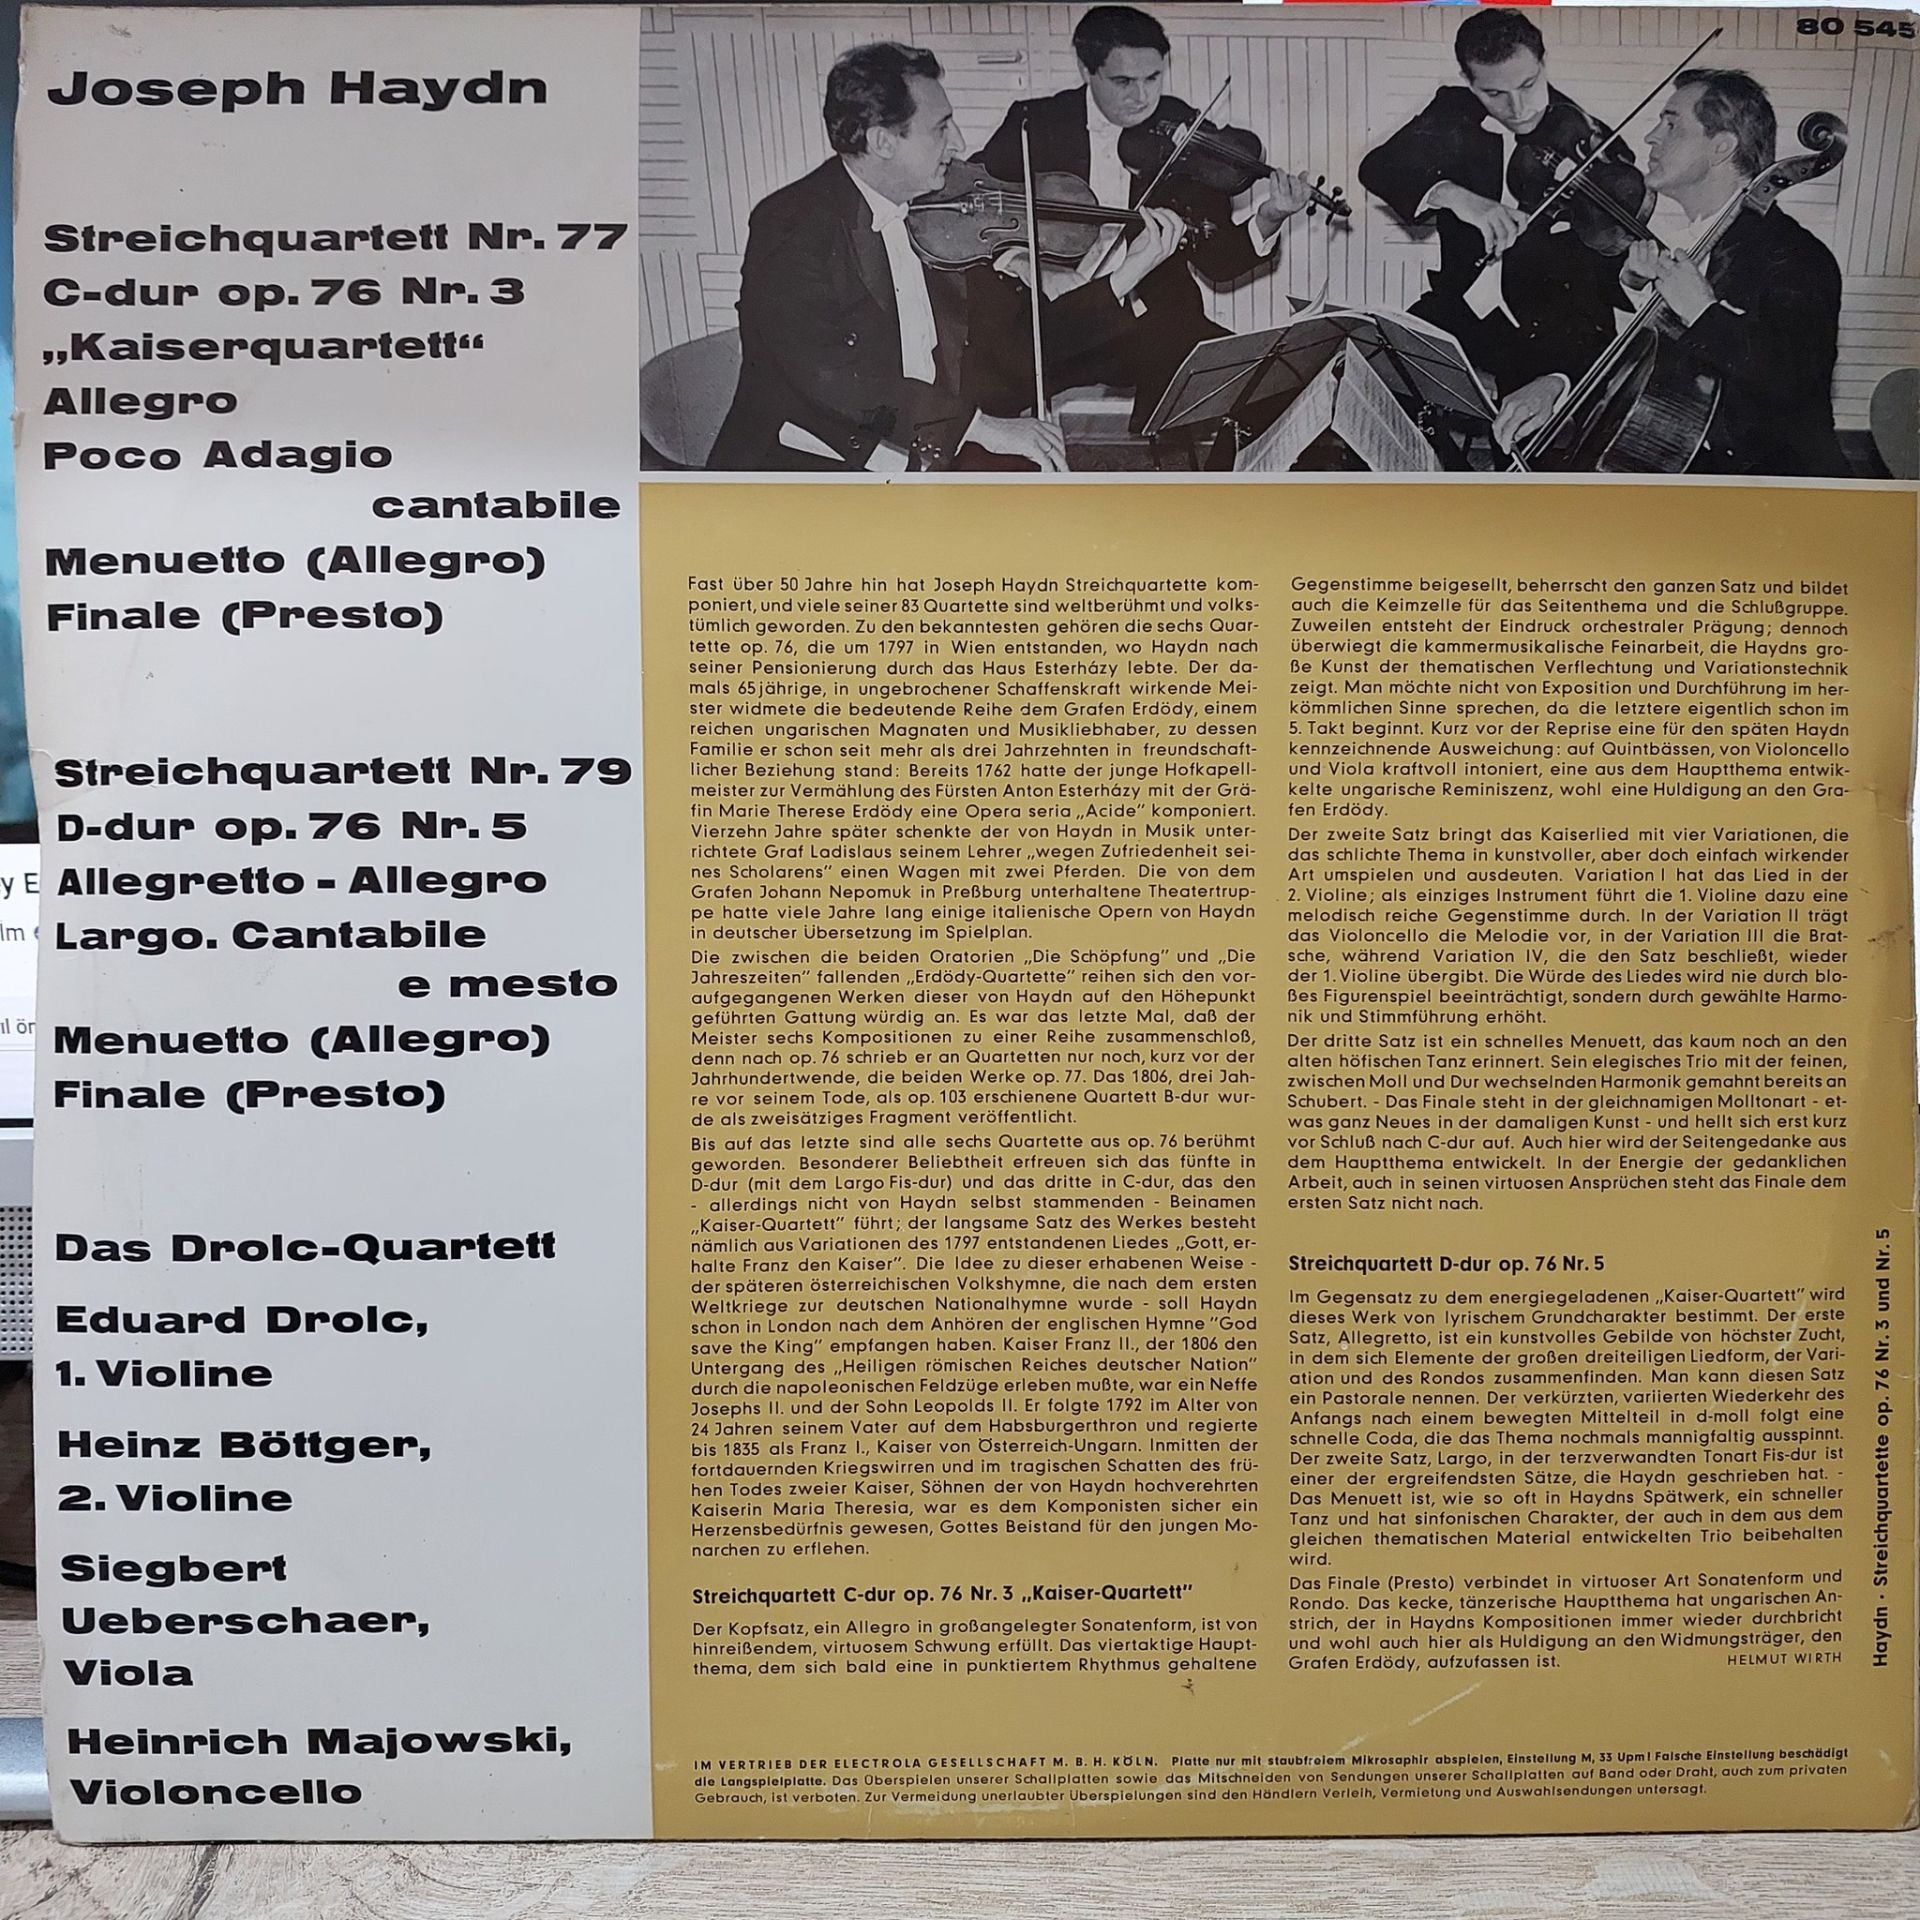 80 545
Joseph Haydn
Streichquartett Nr. 77
C-dur op. 76 Nr. 3
„Kaiserquartett“
Allegro
Poco Adagio
cantabile
Menuetto (Allegro)
Finale (Presto)
Streichquartett Nr. 79
D-dur op. 76 Nr. 5
Allegretto - Allegro
Largo. Cantabile
e mesto
Menuetto (Allegro)
Finale (Presto)
Das Drolc-Quartett
Eduard Drolc,
1. Violine
Heinz Böttger,
2. Violine
Siegbert
Ueberschaer,
Viola
Heinrich Majowski,
Violoncello
Fast über 50 Jahre hin hat Joseph Haydn Streichquartette kom-
poniert, und viele seiner 83 Quartette sind weltberühmt und volks-
tümlich geworden. Zu den bekanntesten gehören die sechs Quar-
tette op. 76, die um 1797 in Wien entstanden, wo Haydn nach
seiner Pensionierung durch das Haus Esterházy lebte. Der da-
mals 65jährige, in ungebrochener Schaffenskraft wirkende Mei-
ster widmete die bedeutende Reihe dem Grafen Erdödy, einem
reichen ungarischen Magnaten und Musikliebhaber, zu dessen
Familie er schon seit mehr als drei Jahrzehnten in freundschaft-
licher Beziehung stand: Bereits 1762 hatte der junge Hofkapell-
meister zur Vermählung des Fürsten Anton Esterházy mit der Grä-
fin Marie Therese Erdödy eine Opera seria „Acide" komponiert.
Vierzehn Jahre später schenkte der von Haydn in Musik unter-
richtete Graf Ladislaus seinem Lehrer „wegen Zufriedenheit sei-
nes Scholarens" einen Wagen mit zwei Pferden. Die von dem
Grafen Johann Nepomuk in Preßburg unterhaltene Theatertrup-
pe hatte viele Jahre lang einige italienische Opern von Haydn
in deutscher Übersetzung im Spielplan.
Die zwischen die beiden Oratorien „Die Schöpfung" und „Die
Jahreszeiten" fallenden „Erdödy-Quartette" reihen sich den vor-
aufgegangenen Werken dieser von Haydn auf den Höhepunkt
geführten Gattung würdig an. Es war das letzte Mal, daß der
Meister sechs Kompositionen zu einer Reihe zusammenschloß,
denn nach op. 76 schrieb er an Quartetten nur noch, kurz vor der
Jahrhundertwende, die beiden Werke op. 77. Das 1806, drei Jah-
re vor seinem Tode, als op. 103 erschienene Quartett B-dur wur-
de als zweisätziges Fragment veröffentlicht.
Bis auf das letzte sind alle sechs Quartette aus op. 76 berühmt
geworden. Besonderer Beliebtheit erfreuen sich das fünfte in
D-dur (mit dem Largo Fis-dur) und das dritte in C-dur, das den
- allerdings nicht von Haydn selbst stammenden - Beinamen
„Kaiser-Quartett" führt; der langsame Satz des Werkes besteht
nämlich aus Variationen des 1797 entstandenen Liedes „Gott, er-
halte Franz den Kaiser". Die Idee zu dieser erhabenen Weise -
der späteren österreichischen Volkshymne, die nach dem ersten
Weltkriege zur deutschen Nationalhymne wurde - soll Haydn
schon in London nach dem Anhören der englischen Hymne "God
save the King" empfangen haben. Kaiser Franz II., der 1806 den
Untergang des „Heiligen römischen Reiches deutscher Nation"
durch die napoleonischen Feldzüge erleben mußte, war ein Neffe
Josephs II. und der Sohn Leopolds II. Er folgte 1792 im Alter von
24 Jahren seinem Vater auf dem Habsburgerthron und regierte
bis 1835 als Franz I., Kaiser von Österreich-Ungarn. Inmitten der
fortdauernden Kriegswirren und im tragischen Schatten des frü-
hen Todes zweier Kaiser, Söhnen der von Haydn hochverehrten
Kaiserin Maria Theresia, war es dem Komponisten sicher ein
Herzensbedürfnis gewesen, Gottes Beistand für den jungen Mo-
narchen zu erflehen.
Streichquartett C-dur op. 76 Nr. 3 „Kaiser-Quartett"
Der Kopfsatz, ein Allegro in großangelegter Sonatenform, ist von
hinreißendem, virtuosem Schwung erfüllt. Das viertaktige Haupt-
thema, dem sich bald eine in punktiertem Rhythmus gehaltene
Gegenstimme beigesellt, beherrscht den ganzen Satz und bildet
auch die Keimzelle für das Seitenthema und die Schlußgruppe.
Zuweilen entsteht der Eindruck orchestraler Prägung; dennoch
überwiegt die kammermusikalische Feinarbeit, die Haydns gro-
ße Kunst der thematischen Verflechtung und Variationstechnik
zeigt. Man möchte nicht von Exposition und Durchführung im her-
kömmlichen Sinne sprechen, da die letztere eigentlich schon im
5. Takt beginnt. Kurz vor der Reprise eine für den späten Haydn
kennzeichnende Ausweichung: auf Quintbässen, von Violoncello
und Viola kraftvoll intoniert, eine aus dem Hauptthema entwik-
kelte ungarische Reminiszenz, wohl eine Huldigung an den Gra-
fen Erdödy.
Der zweite Satz bringt das Kaiserlied mit vier Variationen, die
das schlichte Thema in kunstvoller, aber doch einfach wirkender
Art umspielen und ausdeuten. Variation I hat das Lied in der
2. Violine; als einziges Instrument führt die 1. Violine dazu eine
melodisch reiche Gegenstimme durch. In der Variation II trägt
das Violoncello die Melodie vor, in der Variation III die Brat-
sche, während Variation IV, die den Satz beschließt, wieder
der 1. Violine übergibt. Die Würde des Liedes wird nie durch blo-
ßes Figurenspiel beeinträchtigt, sondern durch gewählte Harmo-
nik und Stimmführung erhöht.
Der dritte Satz ist ein schnelles Menuett, das kaum noch an den
alten höfischen Tanz erinnert. Sein elegisches Trio mit der feinen,
zwischen Moll und Dur wechselnden Harmonik gemahnt bereits an
Schubert. - Das Finale steht in der gleichnamigen Molltonart - et-
was ganz Neues in der damaligen Kunst - und hellt sich erst kurz
vor Schluß nach C-dur auf. Auch hier wird der Seitengedanke aus
dem Hauptthema entwickelt. In der Energie der gedanklichen
Arbeit, auch in seinen virtuosen Ansprüchen steht das Finale dem
ersten Satz nicht nach.
Streichquartett D-dur op. 76 Nr. 5
Im Gegensatz zu dem energiegeladenen „Kaiser-Quartett" wird
dieses Werk von lyrischem Grundcharakter bestimmt. Der erste
Satz, Allegretto, ist ein kunstvolles Gebilde von höchster Zucht,
in dem sich Elemente der großen dreiteiligen Liedform, der Vari-
ation und des Rondos zusammenfinden. Man kann diesen Satz
ein Pastorale nennen. Der verkürzten, variierten Wiederkehr des
Anfangs nach einem bewegten Mittelteil in d-moll folgt eine
schnelle Coda, die das Thema nochmals mannigfaltig ausspinnt.
Der zweite Satz, Largo, in der terzverwandten Tonart Fis-dur ist
einer der ergreifendsten Sätze, die Haydn geschrieben hat. -
Das Menuett ist, wie so oft in Haydns Spätwerk, ein schneller
Tanz und hat sinfonischen Charakter, der auch in dem aus dem
gleichen thematischen Material entwickelten Trio beibehalten
wird.
Das Finale (Presto) verbindet in virtuoser Art Sonatenform und
Rondo. Das kecke, tänzerische Hauptthema hat ungarischen An-
strich, der in Haydns Kompositionen immer wieder durchbricht
und wohl auch hier als Huldigung an den Widmungsträger, den
Grafen Erdödy, aufzufassen ist.
HELMUT WIRTH
Haydn · Streichquartette op. 76 Nr. 3 und Nr. 5
IM VERTRIEB DER ELECTROLA GESELLSCHAFT M. B. H. KÖLN. Platte nur mit staubfreiem Mikrosaphir abspielen, Einstellung M, 33 Upm! Falsche Einstellung beschädigt
die Langspielplatte. Das Überspielen unserer Schallplatten sowie das Mitschneiden von Sendungen unserer Schallplatten auf Band oder Draht, auch zum privaten
Gebrauch, ist verboten. Zur Vermeidung unerlaubter Überspielungen sind den Händlern Verleih, Vermietung und Auswahlsendungen untersagt.